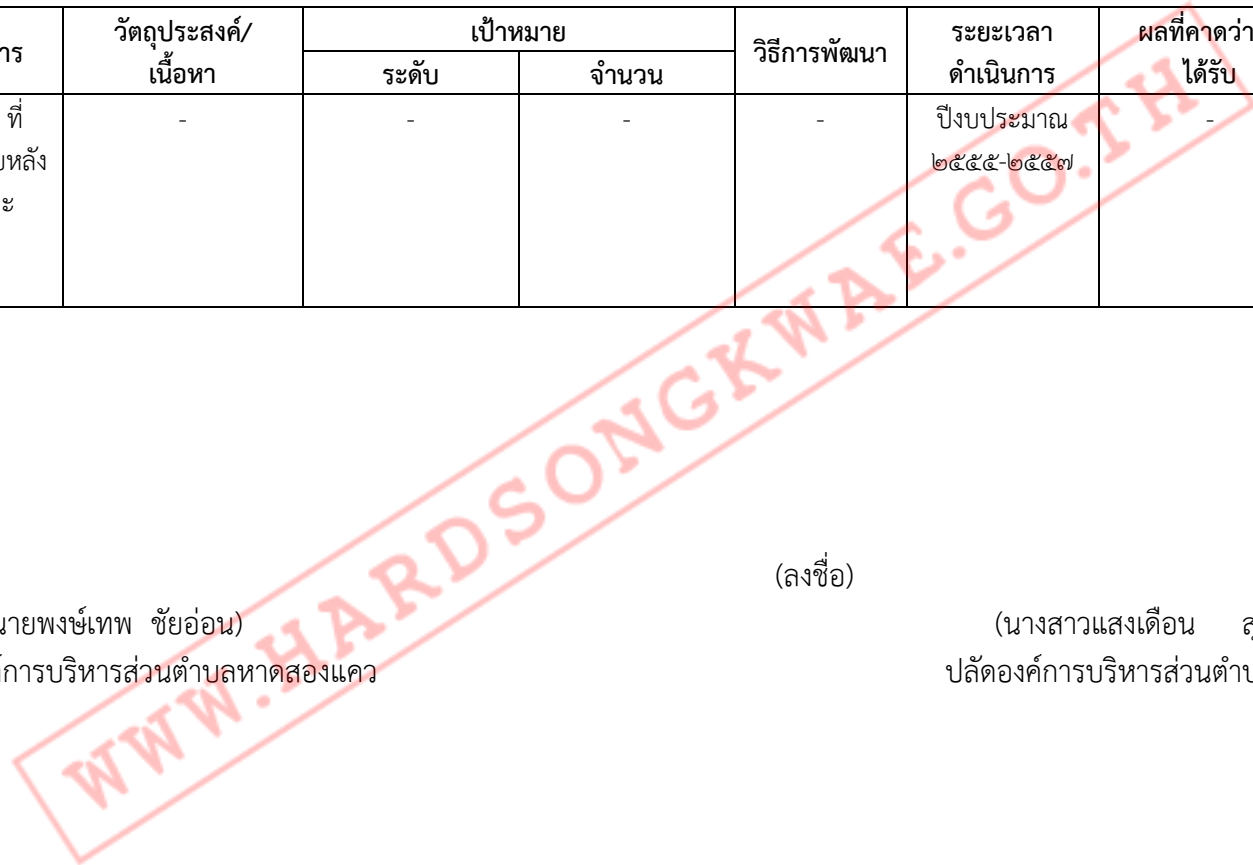 าร วัตถุประสงค์/ เป้าหมาย วิธีการพัฒนา ระยะเวลา ผลที่คาดว่า
เนื้อหา ระดับ จำนวน ดำเนินการ ได้รับ
ที่ - - - - ปีงบประมาณ -
บหลัง ๒๕๕๕-๒๕๕๗
ะ
(ลงชื่อ)
นายพงษ์เทพ ชัยอ่อน) (นางสาวแสงเดือน
การบริหารส่วนตำบลหาดสองแคว ปลัดองค์การบริหารส่วนตำบ
WWW.HARDSONGKWAE.GO.TH